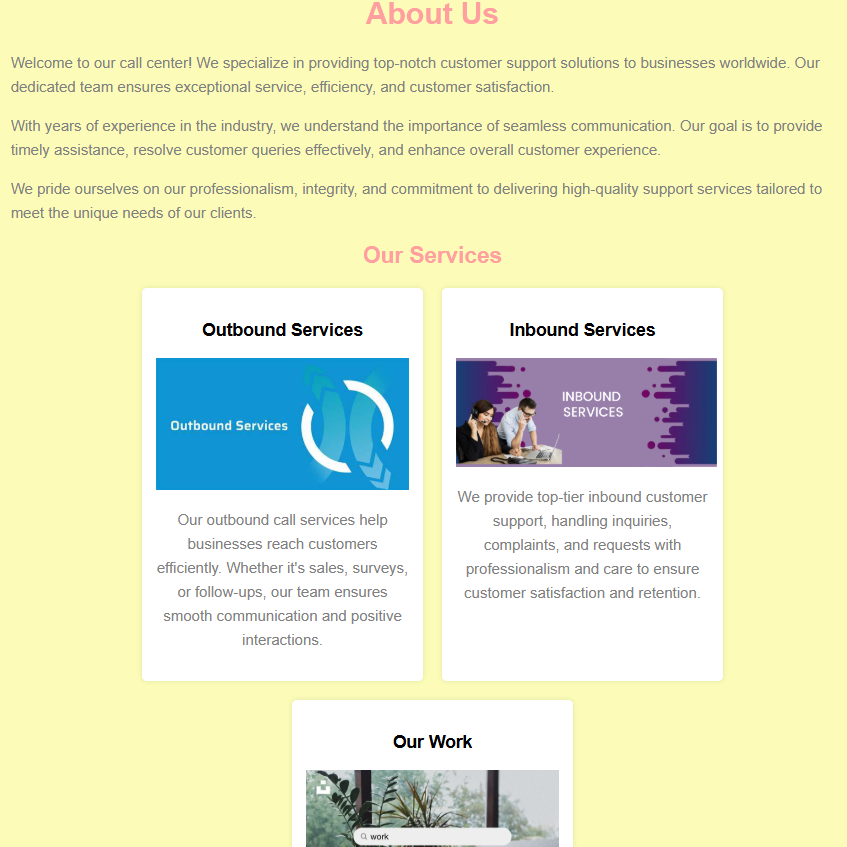 About Us
Welcome to our call center! We specialize in providing top-notch customer support solutions to businesses worldwide. Our
dedicated team ensures exceptional service, efficiency, and customer satisfaction.
With years of experience in the industry, we understand the importance of seamless communication. Our goal is to provide
timely assistance, resolve customer queries effectively, and enhance overall customer experience.
We pride ourselves on our professionalism, integrity, and commitment to delivering high-quality support services tailored to
meet the unique needs of our clients.
Our Services
Outbound Services
Outbound Services
Our outbound call services help
businesses reach customers
efficiently. Whether it's sales, surveys,
or follow-ups, our team ensures
smooth communication and positive
interactions.
Inbound Services
INBOUND
SERVICES
We provide top-tier inbound customer
support, handling inquiries,
complaints, and requests with
professionalism and care to ensure
customer satisfaction and retention.
Our Work
work